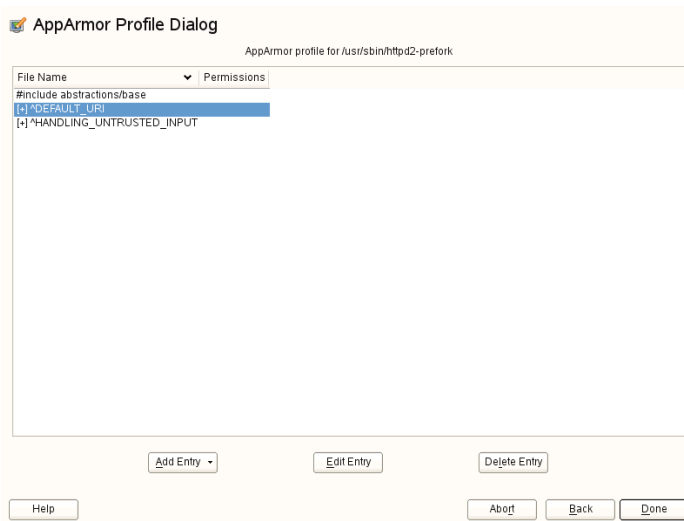 AppArmor Profile Dialog
AppArmor profile for /usr/sbin/httpd2-prefork
File Name Permissions
#include abstractions/base
[+] ^DEFAULT_URI
[+] ^HANDLING_UNTRUSTED_INPUT
Add Entry Edit Entry Delete Entry
Help Abort Back Done